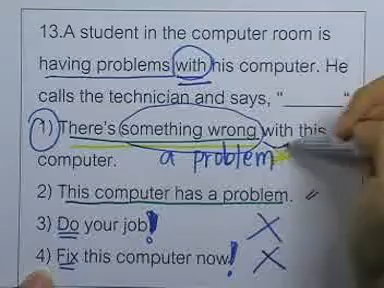 13.A student in the computer room is
having problems with his computer. He
calls the technician and says, "______"
1) There's something wrong with this
computer. a problem
2) This computer has a problem.
3) Do your job!
4) Fix this computer now!